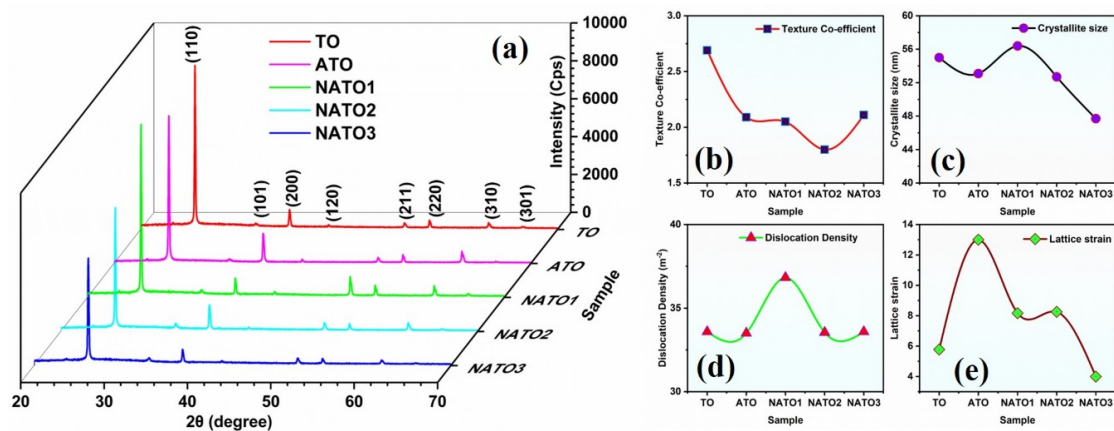 (a)
TO
ATO
NATO1
NATO2
NATO3
(110)
(101)
(200)
(120)
(211)
(220)
(310)
(301)
10000
8000
6000
4000
2000
0
Intensity (Cps)
TO
ATO
NATO1
NATO2
NATO3
Sample
20 30 40 50 60 70
2θ (degree)
Texture Co-efficient
3.0
2.5
2.0
1.5
Texture Co-efficient
(b)
TO ATO NATO1 NATO2 NATO3
Sample
Crystallite size
60
56
52
48
44
40
Crystallite size (nm)
(c)
TO ATO NATO1 NATO2 NATO3
Sample
Dislocation Density
40
35
33
30
Dislocation Density (m⁻²)
(d)
TO ATO NATO1 NATO2 NATO3
Sample
Lattice strain
14
12
10
8
6
4
Lattice strain
(e)
TO ATO NATO1 NATO2 NATO3
Sample